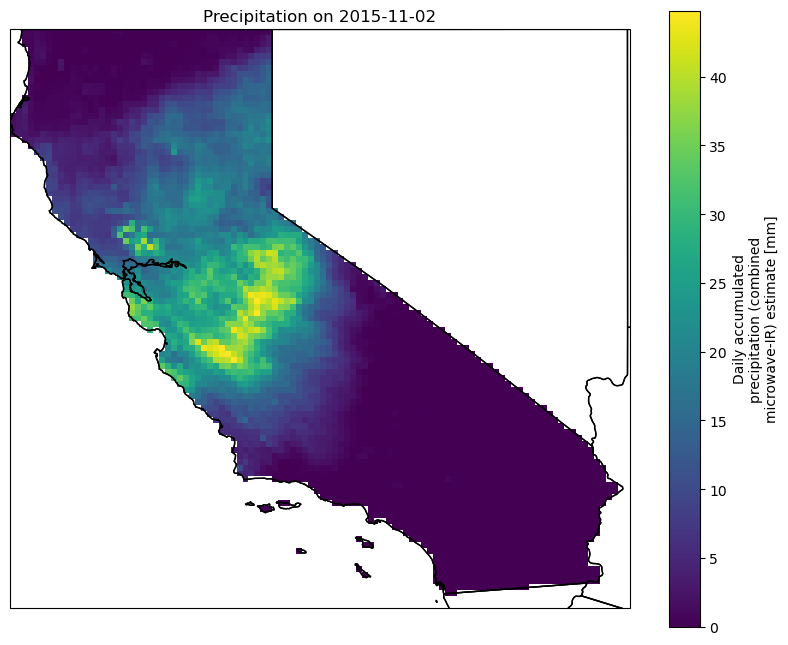 Precipitation on 2015-11-02
40
35
30
25
20
15
10
5
0
Daily accumulated
precipitation (combined
microwave-IR) estimate [mm]